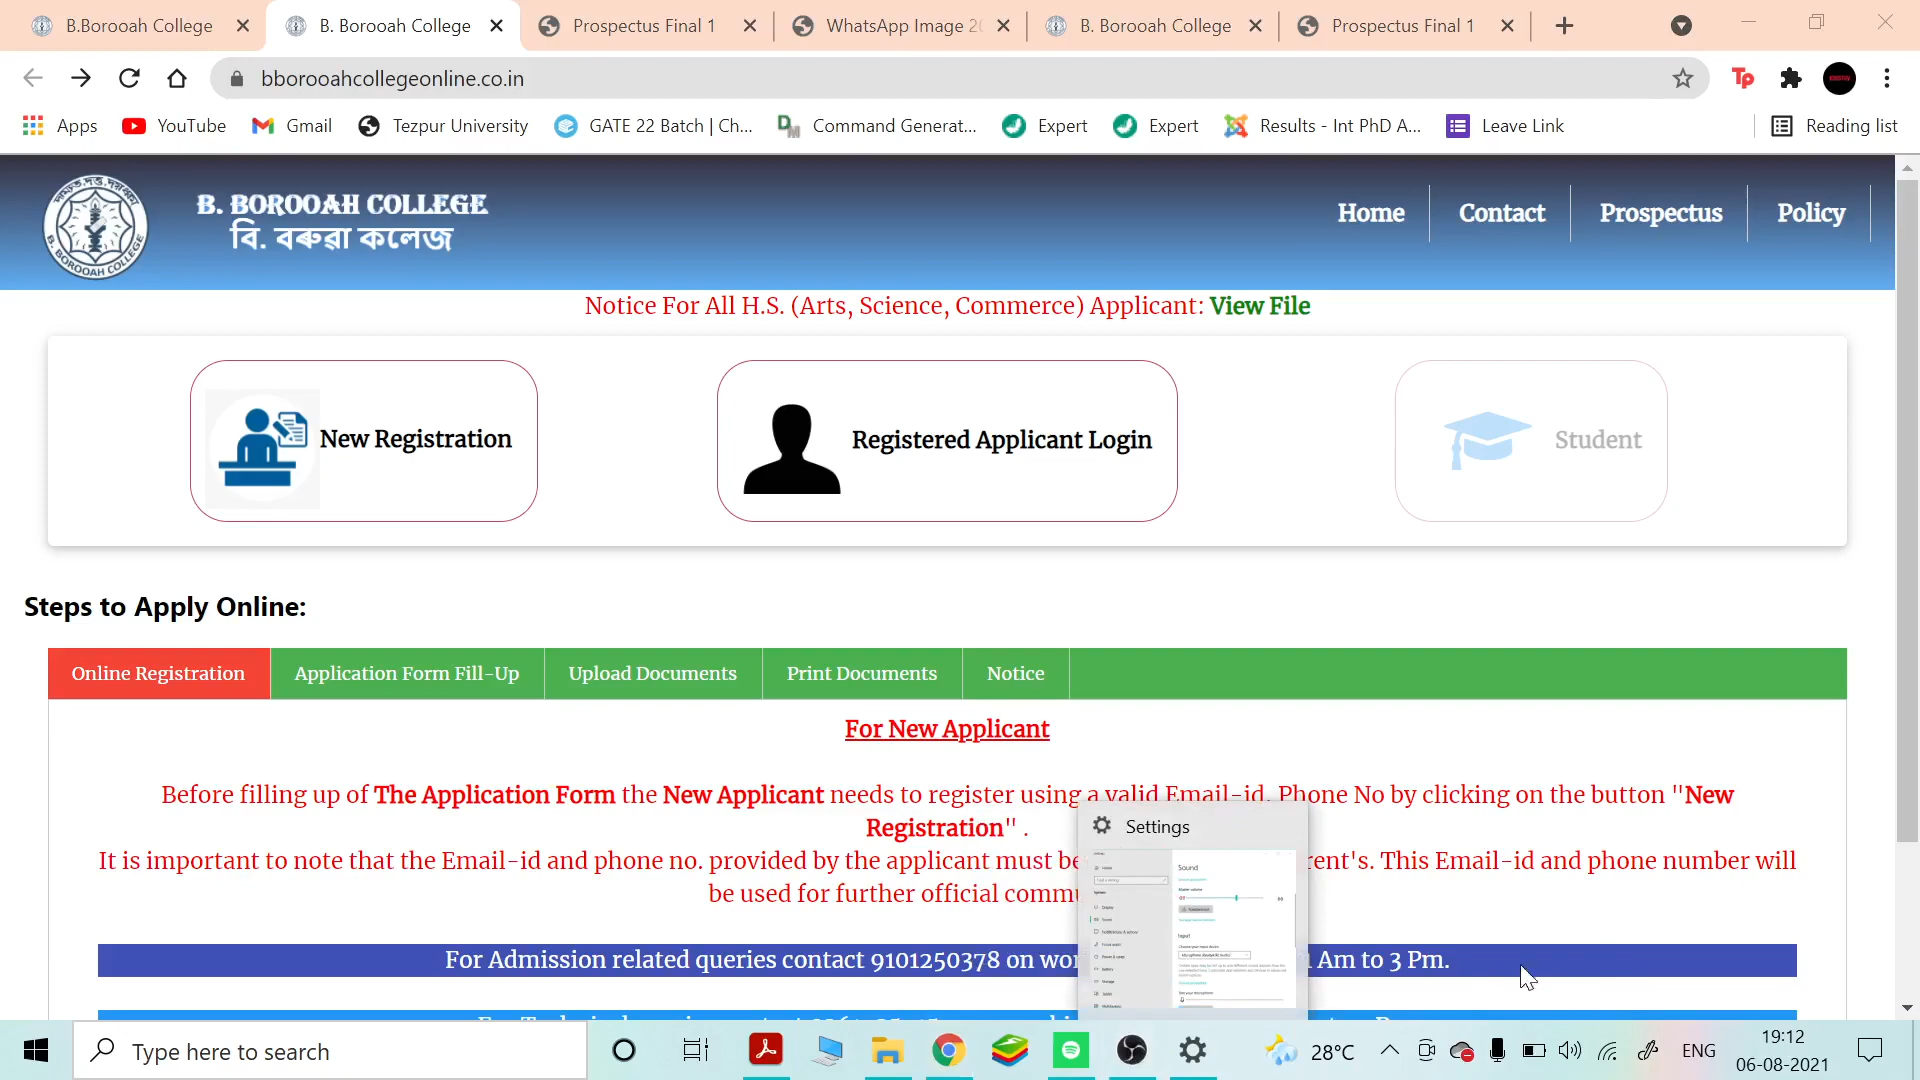 B.Borooah College
B. Borooah College
Prospectus Final 1
WhatsApp Image 20
B. Borooah College
Prospectus Final 1
bborooahcollegeonline.co.in
Apps
YouTube
Gmail
Tezpur University
GATE 22 Batch | Ch...
Command Generat...
Expert
Expert
Results - Int PhD A...
Leave Link
Reading list
B. BOROOAH COLLEGE
বি. বৰুৱা কলেজ
Home
Contact
Prospectus
Policy
Notice For All H.S. (Arts, Science, Commerce) Applicant: View File
New Registration
Registered Applicant Login
Student
Steps to Apply Online:
Online Registration
Application Form Fill-Up
Upload Documents
Print Documents
Notice
For New Applicant
Before filling up of The Application Form the New Applicant needs to register using a valid Email-id, Phone No by clicking on the button "New
Registration" .
It is important to note that the Email-id and phone no. provided by the applicant must be rent's. This Email-id and phone number will
be used for further official commu
For Admission related queries contact 9101250378 on wor Am to 3 Pm.
Settings
Sound
Type here to search
28°C
ENG
19:12
06-08-2021